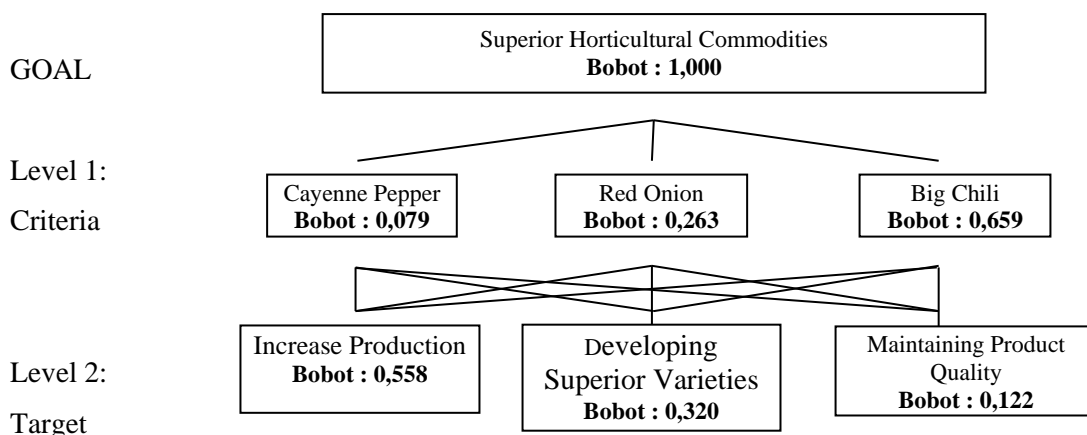 GOAL
Superior Horticultural Commodities
Bobot : 1,000
Level 1:
Criteria
Cayenne Pepper
Bobot : 0,079
Red Onion
Bobot : 0,263
Big Chili
Bobot : 0,659
Level 2:
Target
Increase Production
Bobot : 0,558
Developing
Superior Varieties
Bobot : 0,320
Maintaining Product
Quality
Bobot : 0,122